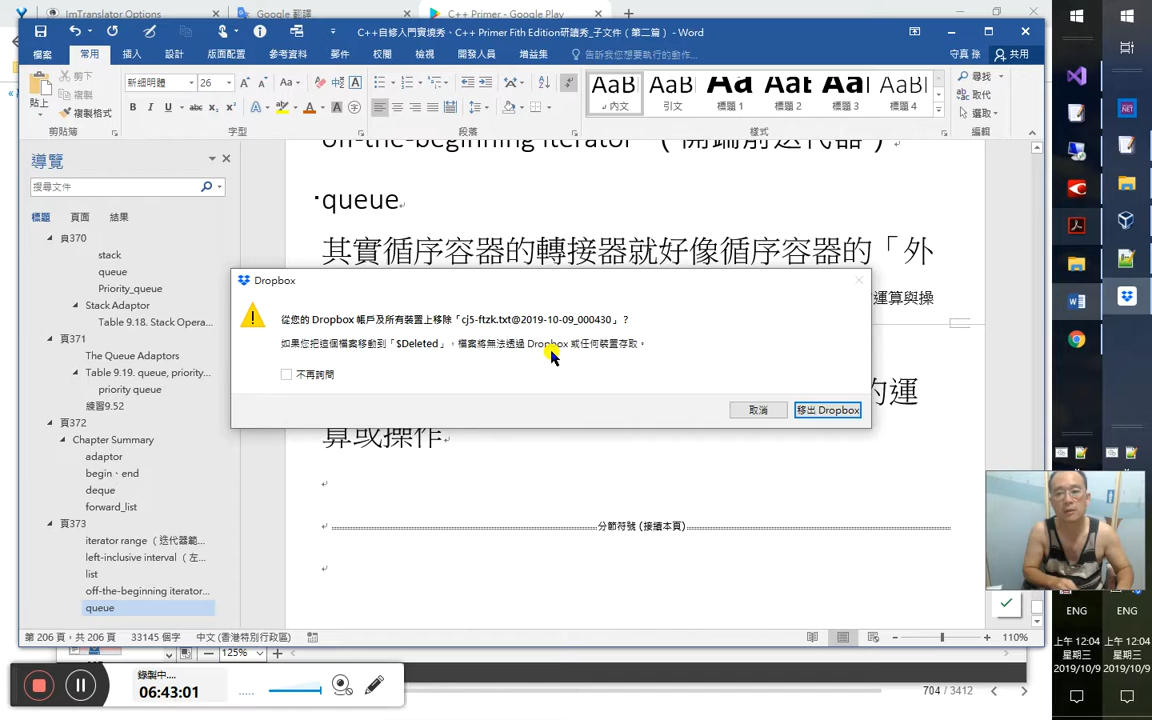 ImTranslator Options
Google 翻譯
C++ Primer - Google Play
C++自修入門實境秀、C++ Primer Fith Edition研讀秀_子文件（第二篇） - Word
檔案 常用 插入 設計 版面配置 參考資料 郵件 校閱 檢視 開發人員 增益集 告訴我您想要執行的動作... 守真 孫 共用
貼上
剪下
複製
複製格式
剪貼簿
新細明體 26
字型
段落
AaB 內文
AaB 引文
Aat 標題 1
Aat 標題 2
Aal 標題 3
AaBl 標題 4
樣式
尋找
取代
選取
編輯
導覽
搜尋文件
標題 頁面 結果
頁370
stack
queue
Priority_queue
Stack Adaptor
Table 9.18. Stack Opera...
頁371
The Queue Adaptors
Table 9.19. queue, priority...
priority queue
練習9.52
頁372
Chapter Summary
adaptor
begin、end
deque
forward_list
頁373
iterator range（迭代器範...
left-inclusive interval（左...
list
off-the-beginning iterator...
queue
off-the-beginning iterator （開端前迭代器）
queue
其實循序容器的轉接器就好像循序容器的「外
運算與操
的運
算或操作
分節符號 (接續本頁)
Dropbox
從您的 Dropbox 帳戶及所有裝置上移除「cj5-ftzk.txt@2019-10-09_000430」？
如果您把這個檔案移動到「$Deleted」，檔案將無法透過 Dropbox 或任何裝置存取。
不再詢問
取消 移出 Dropbox
第 206 頁，共 206 頁 33145 個字 中文 (香港特別行政區) 110%
125%
704 / 3412
錄製中....
06:43:01
ENG ENG
上午 12:04 上午 12:04
星期三 星期三
2019/10/9 2019/10/9